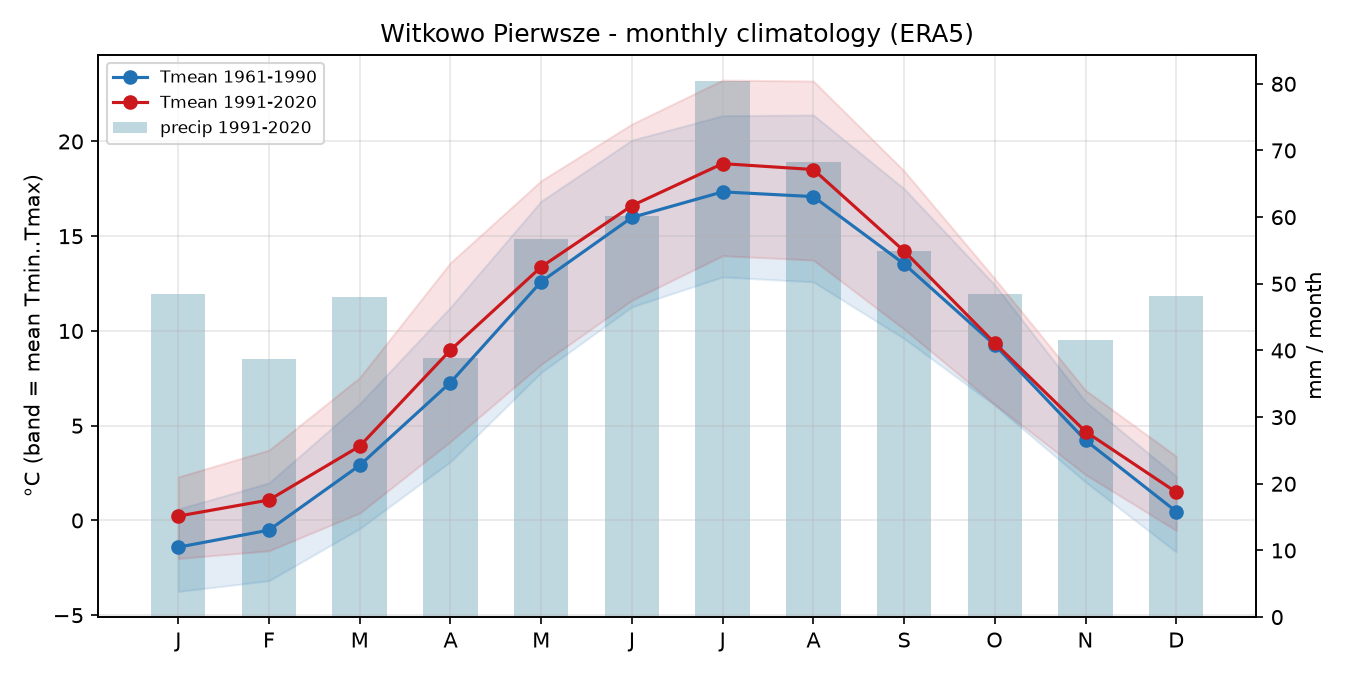 Witkowo Pierwsze - monthly climatology (ERA5)
Tmean 1961-1990
Tmean 1991-2020
precip 1991-2020
°C (band = mean Tmin..Tmax)
20
15
10
5
0
−5
80
70
60
50
40
30
20
10
0
mm / month
J F M A M J J A S O N D